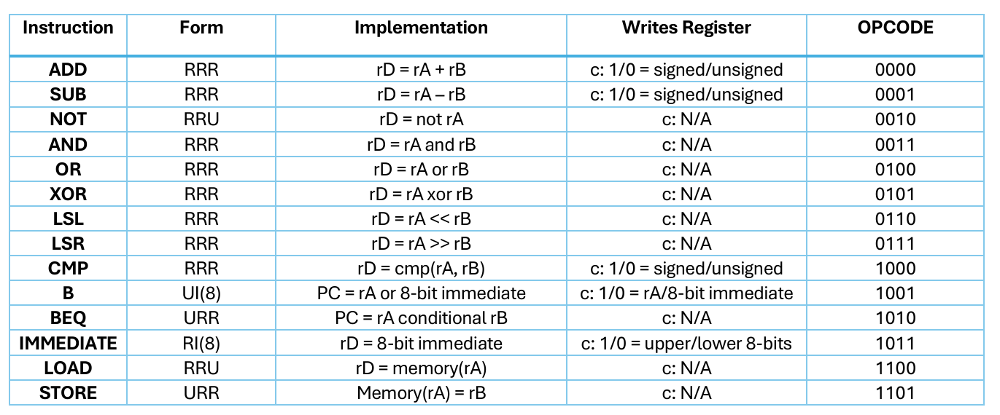 Instruction Form Implementation Writes Register OPCODE
ADD RRR rD = rA + rB c: 1/0 = signed/unsigned 0000
SUB RRR rD = rA – rB c: 1/0 = signed/unsigned 0001
NOT RRU rD = not rA c: N/A 0010
AND RRR rD = rA and rB c: N/A 0011
OR RRR rD = rA or rB c: N/A 0100
XOR RRR rD = rA xor rB c: N/A 0101
LSL RRR rD = rA << rB c: N/A 0110
LSR RRR rD = rA >> rB c: N/A 0111
CMP RRR rD = cmp(rA, rB) c: 1/0 = signed/unsigned 1000
B UI(8) PC = rA or 8-bit immediate c: 1/0 = rA/8-bit immediate 1001
BEQ URR PC = rA conditional rB c: N/A 1010
IMMEDIATE RI(8) rD = 8-bit immediate c: 1/0 = upper/lower 8-bits 1011
LOAD RRU rD = memory(rA) c: N/A 1100
STORE URR Memory(rA) = rB c: N/A 1101